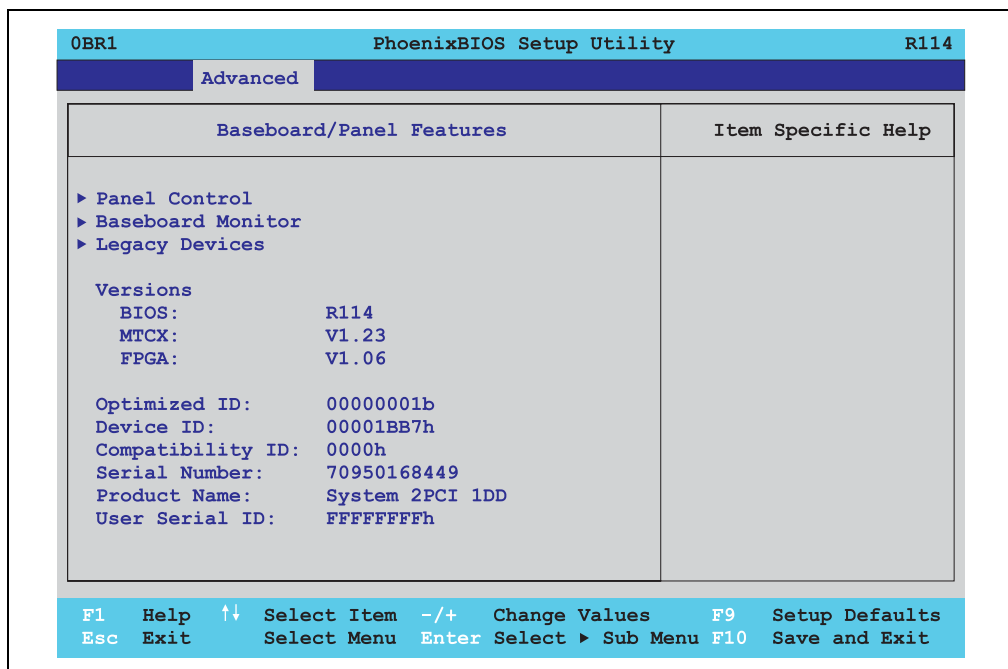 0BR1 PhoenixBIOS Setup Utility R114
Advanced
Baseboard/Panel Features Item Specific Help
▶ Panel Control
▶ Baseboard Monitor
▶ Legacy Devices
Versions
BIOS: R114
MTCX: V1.23
FPGA: V1.06
Optimized ID: 00000001b
Device ID: 00001BB7h
Compatibility ID: 0000h
Serial Number: 70950168449
Product Name: System 2PCI 1DD
User Serial ID: FFFFFFFFh
F1 Help ↑↓ Select Item -/+ Change Values F9 Setup Defaults
Esc Exit Select Menu Enter Select ▶ Sub Menu F10 Save and Exit